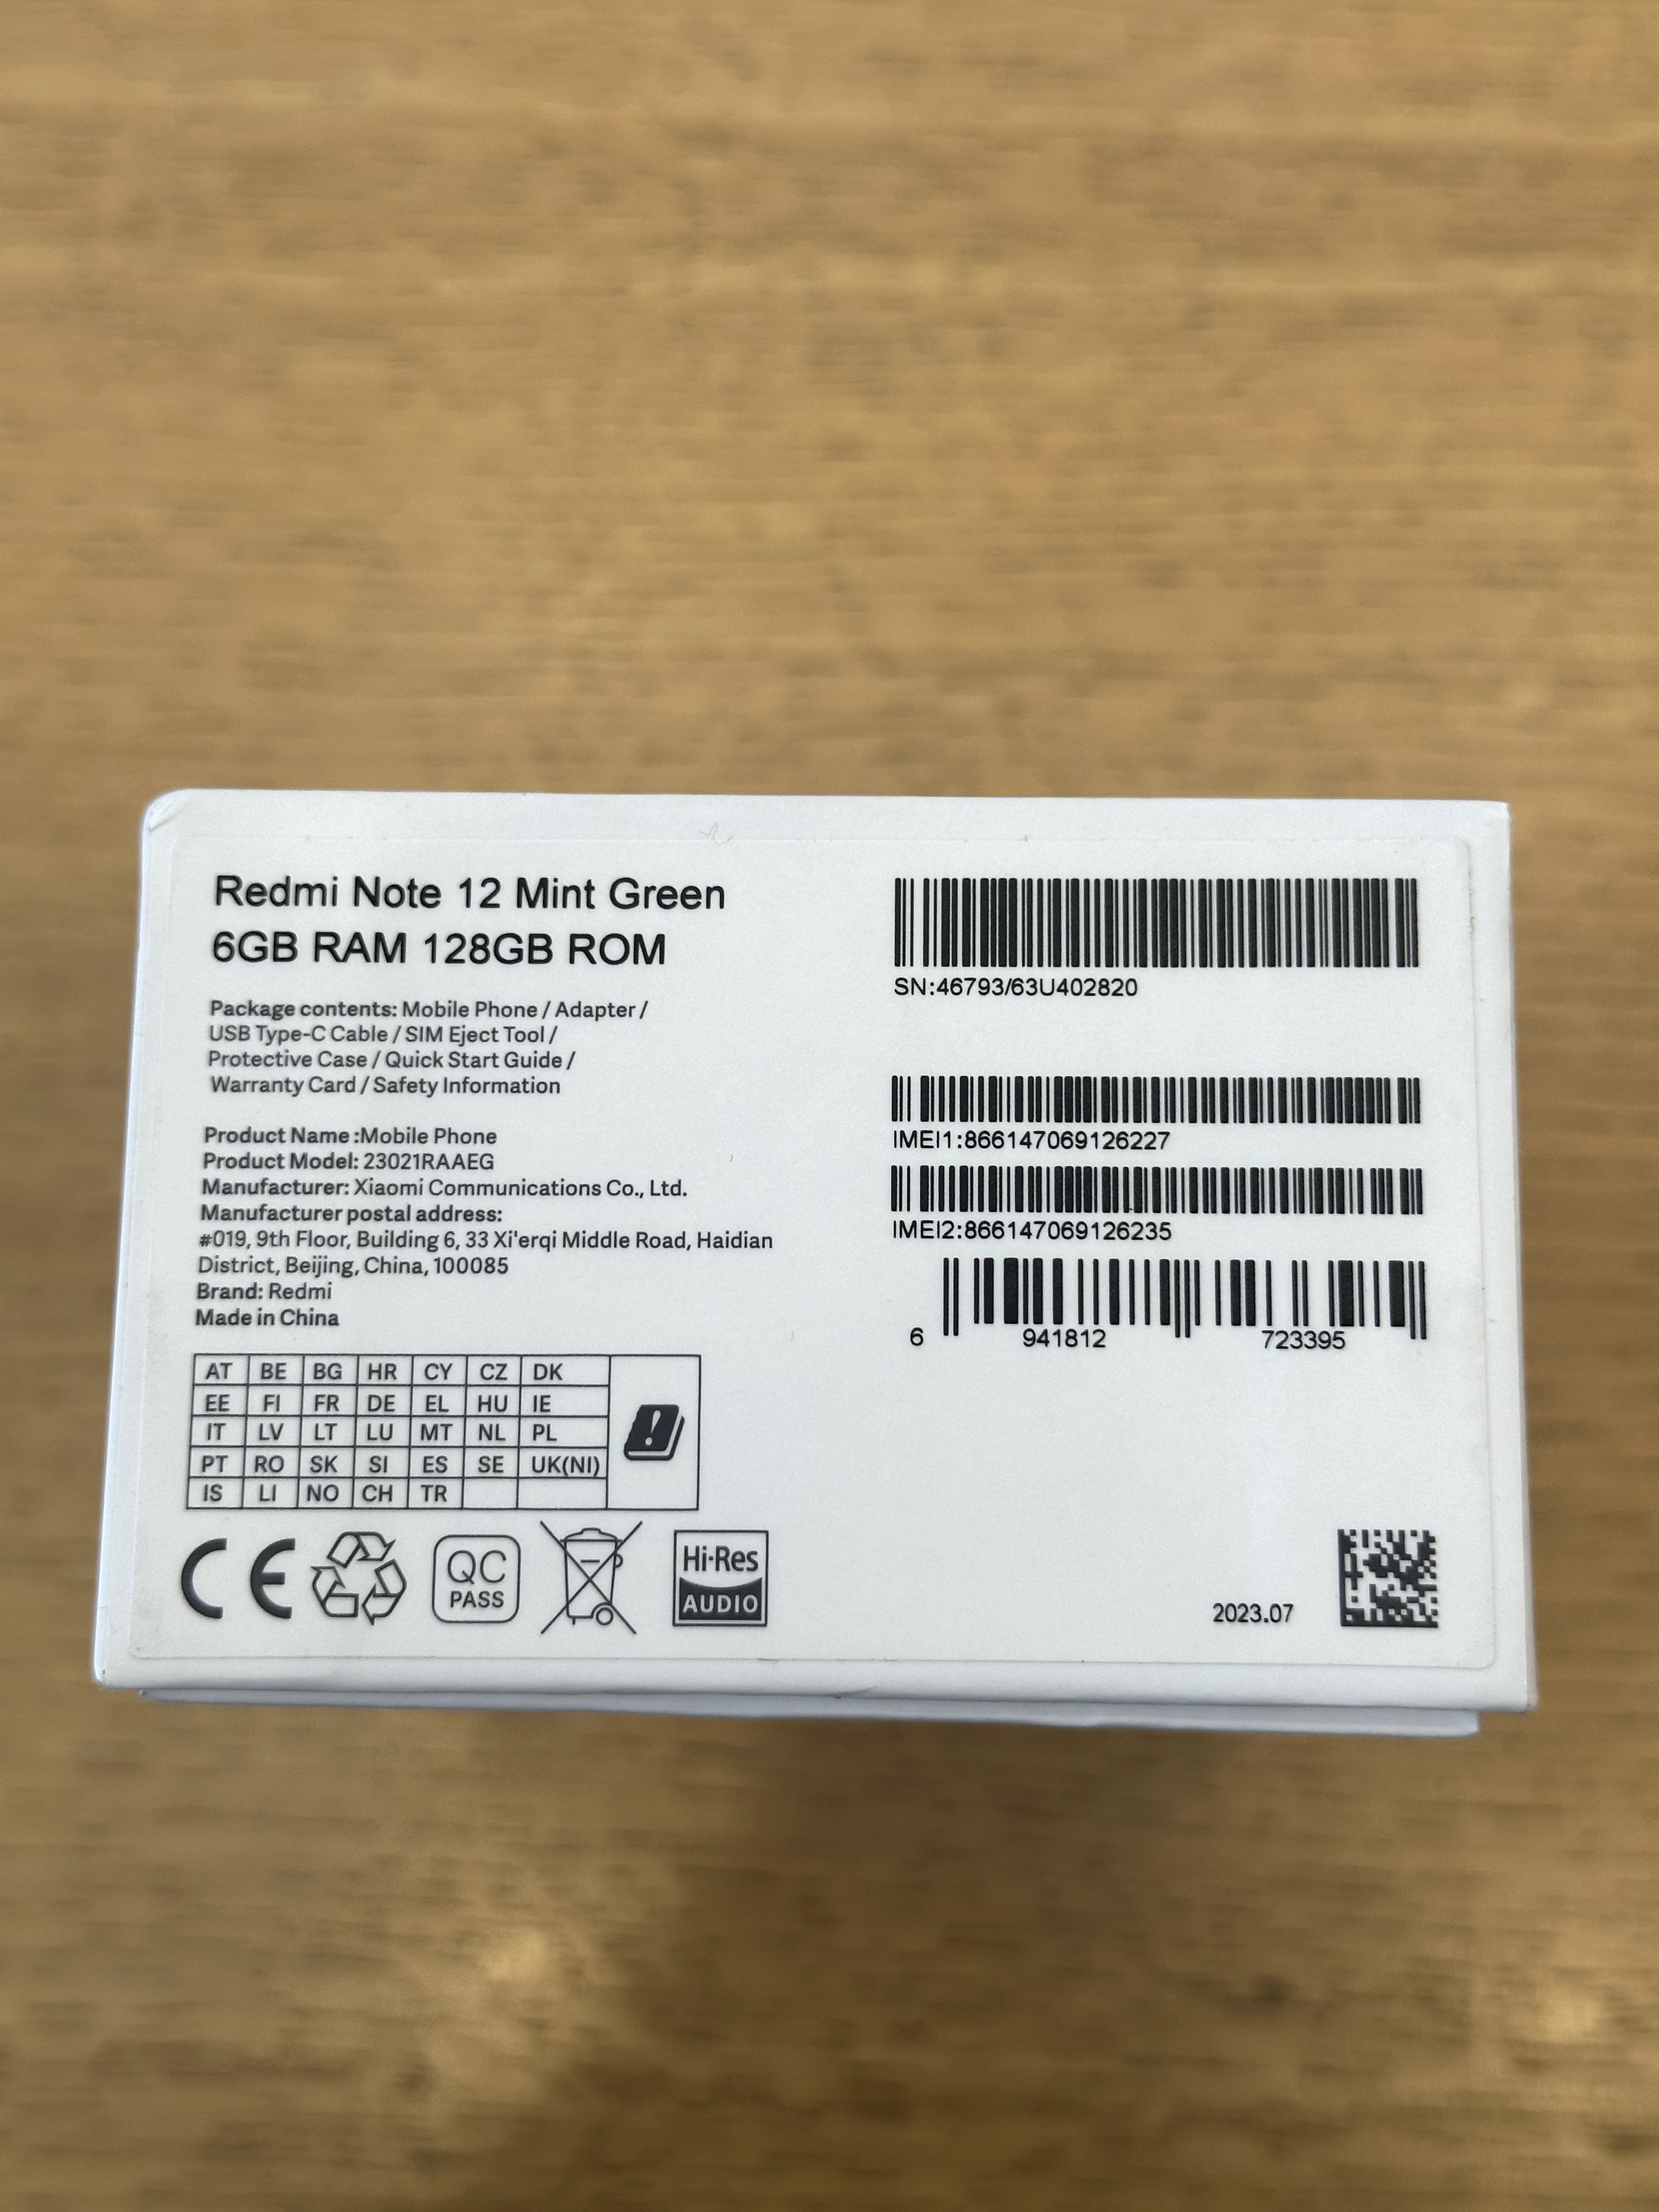 Redmi Note 12 Mint Green
6GB RAM 128GB ROM
Package contents: Mobile Phone / Adapter /
USB Type-C Cable / SIM Eject Tool /
Protective Case / Quick Start Guide /
Warranty Card / Safety Information
Product Name :Mobile Phone
Product Model: 23021RAAEG
Manufacturer: Xiaomi Communications Co., Ltd.
Manufacturer postal address:
#019, 9th Floor, Building 6, 33 Xi'erqi Middle Road, Haidian
District, Beijing, China, 100085
Brand: Redmi
Made in China
AT BE BG HR CY CZ DK
EE FI FR DE EL HU IE
IT LV LT LU MT NL PL
PT RO SK SI ES SE UK(NI)
IS LI NO CH TR
CE
QC
PASS
Hi-Res
AUDIO
SN:46793/63U402820
IMEI1:866147069126227
IMEI2:866147069126235
6 941812 723395
2023.07